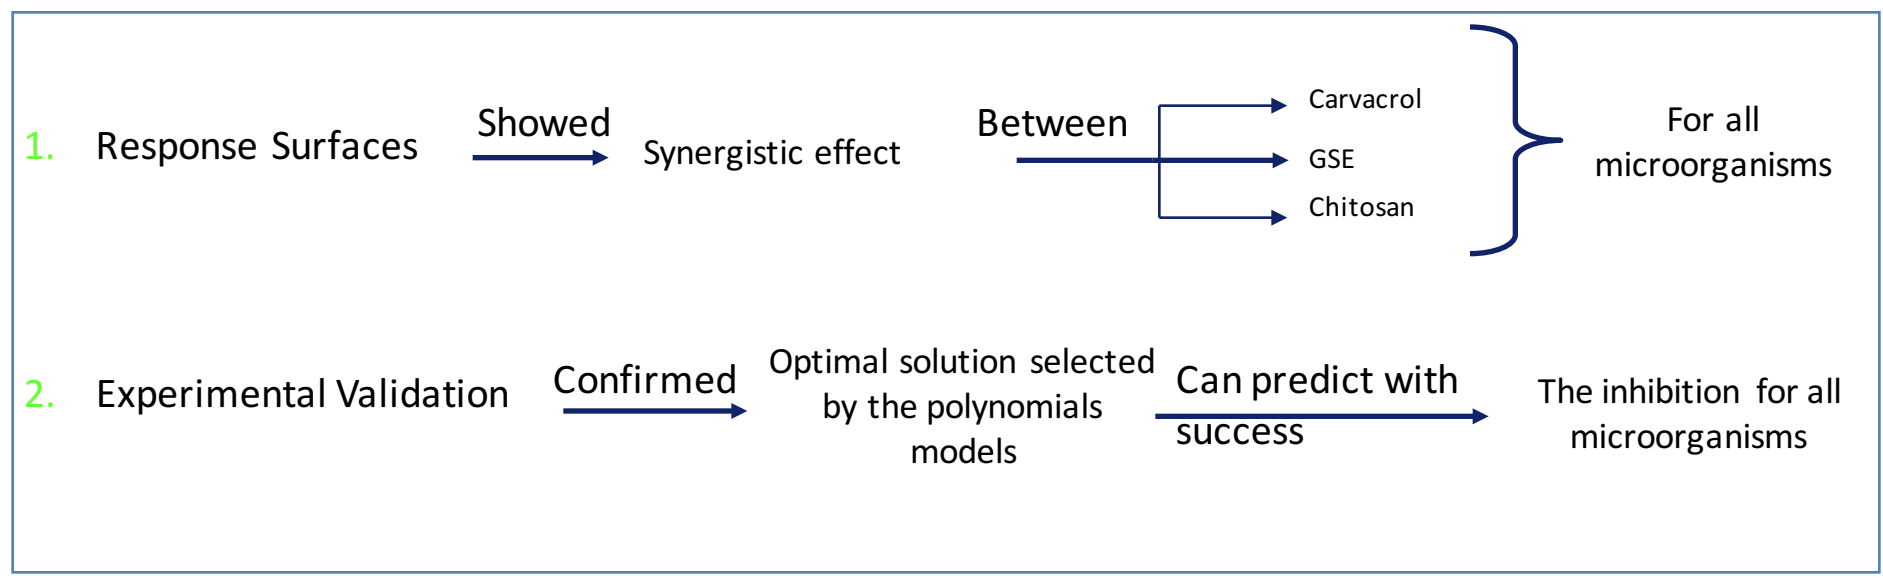 1. Response Surfaces
Showed
Synergistic effect
Between
Carvacrol
GSE
Chitosan
For all
microorganisms
2. Experimental Validation
Confirmed
Optimal solution selected
by the polynomials
models
Can predict with
success
The inhibition for all
microorganisms